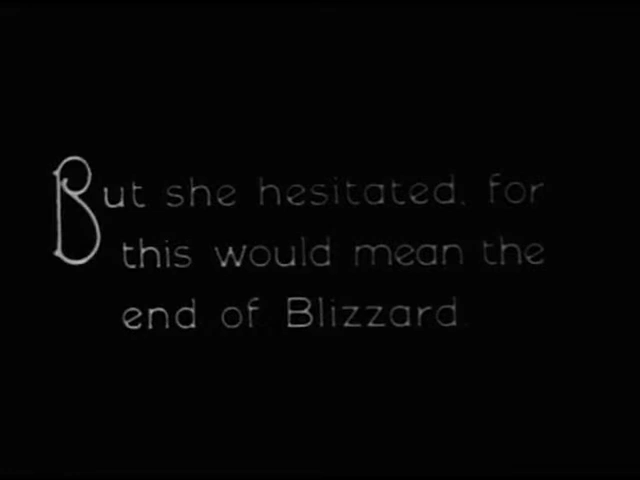 But she hesitated, for
this would mean the
end of Blizzard.